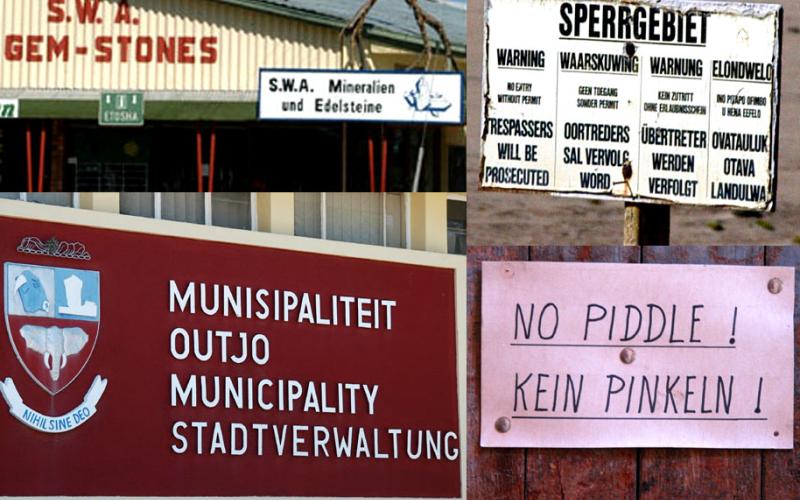 S.W.A.
GEM-STONES
S.W.A. Mineralien
und Edelsteine
ETOSHA
SPERRGEBIET
WARNING
NO ENTRY
WITHOUT PERMIT
TRESPASSERS
WILL BE
PROSECUTED
WAARSKUWING
GEEN TOEGANG
SONDER PERMIT
OORTREDERS
SAL VERVOLG
WORD
WARNUNG
KEIN ZUTRITT
OHNE ERLAUBNISSCHEIN
ÜBERTRETER
WERDEN
VERFOLGT
ELONDWELO
U HENA EEFELO
OVATAULUK
OTAVA
LANDULWA
MUNISIPALITEIT
OUTJO
MUNICIPALITY
STADTVERWALTUNG
NIHIL SINE DEO
NO PIDDLE !
KEIN PINKELN !